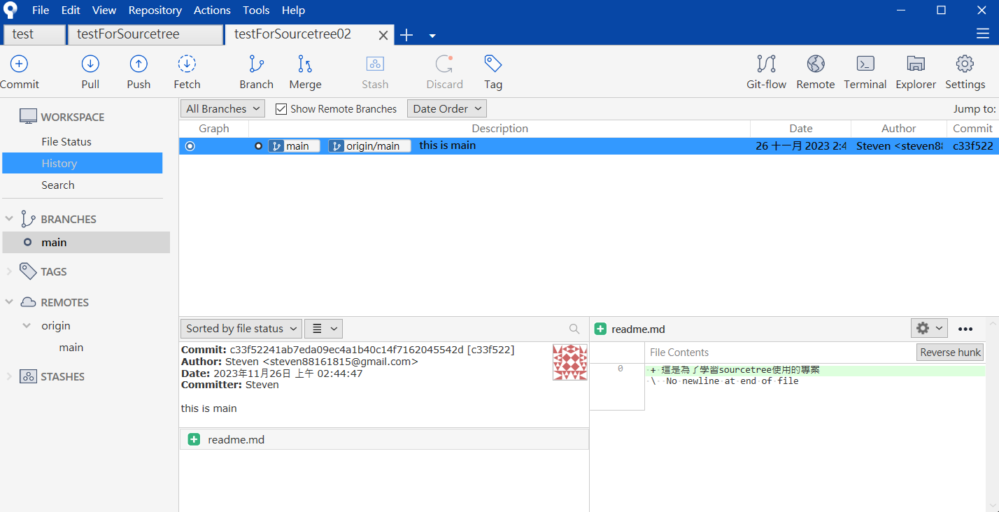 File Edit View Repository Actions Tools Help
test testForSourcetree testForSourcetree02
Commit Pull Push Fetch Branch Merge Stash Discard Tag Git-flow Remote Terminal Explorer Settings
WORKSPACE
File Status
History
Search
BRANCHES
main
TAGS
REMOTES
origin
main
STASHES
All Branches Show Remote Branches Date Order Jump to:
Graph Description Date Author Commit
main origin/main this is main 26 十一月 2023 2:4 Steven <steven88 c33f522
Sorted by file status
Commit: c33f52241ab7eda09ec4a1b40c14f7162045542d [c33f522]
Author: Steven <steven88161815@gmail.com>
Date: 2023年11月26日 上午 02:44:47
Committer: Steven
this is main
readme.md
readme.md
File Contents Reverse hunk
0 + 這是為了學習sourcetree使用的專案
\ No newline at end of file